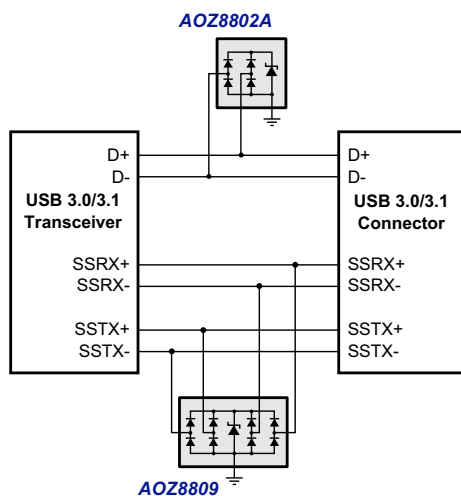 AOZ8802A
D+ D+
D- D-
USB 3.0/3.1
Transceiver
USB 3.0/3.1
Connector
SSRX+ SSRX+
SSRX- SSRX-
SSTX+ SSTX+
SSTX- SSTX-
AOZ8809